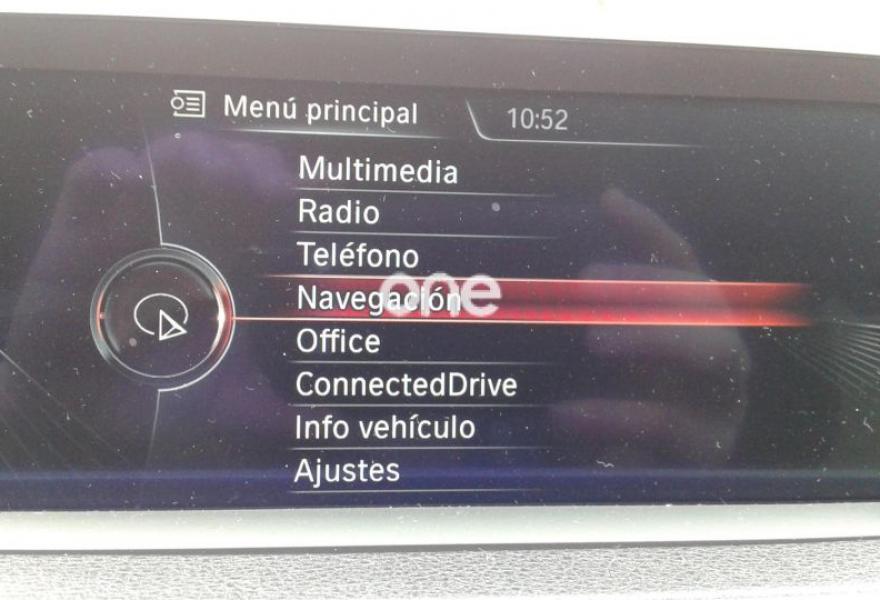 Menú principal 10:52
Multimedia
Radio
Teléfono
Navegación
one
Office
ConnectedDrive
Info vehículo
Ajustes